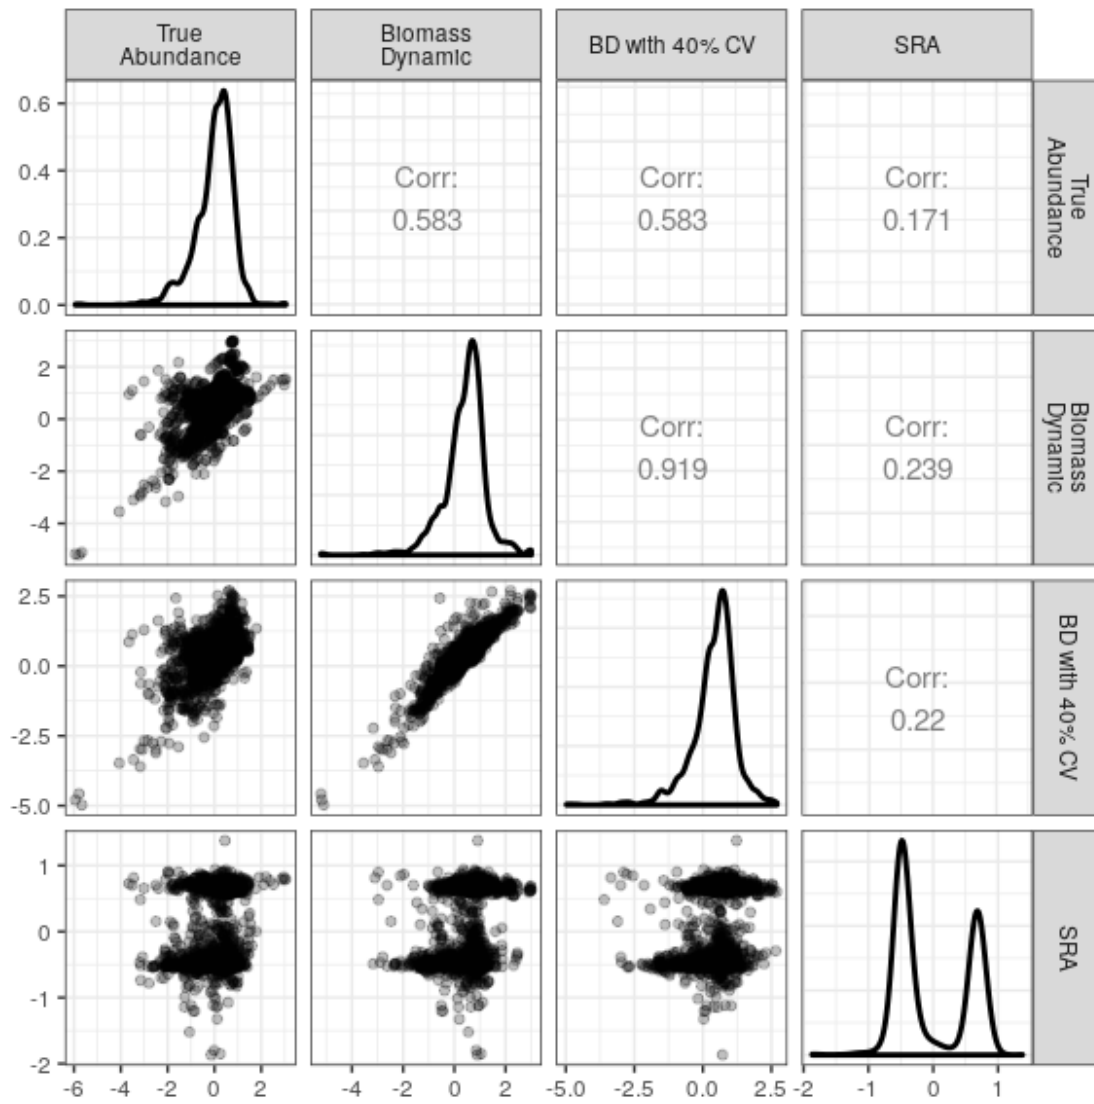 True
Abundance
Biomass
Dynamic
BD with 40% CV
SRA
0.6
0.4
0.2
0.0
Corr:
0.583
Corr:
0.583
Corr:
0.171
True
Abundance
2
0
-2
-4
Corr:
0.919
Corr:
0.239
Biomass
Dynamic
2.5
0.0
-2.5
-5.0
Corr:
0.22
BD with 40% CV
1
0
-1
-2
SRA
-6 -4 -2 0 2
-4 -2 0 2
-5.0 -2.5 0.0 2.5
-2 -1 0 1